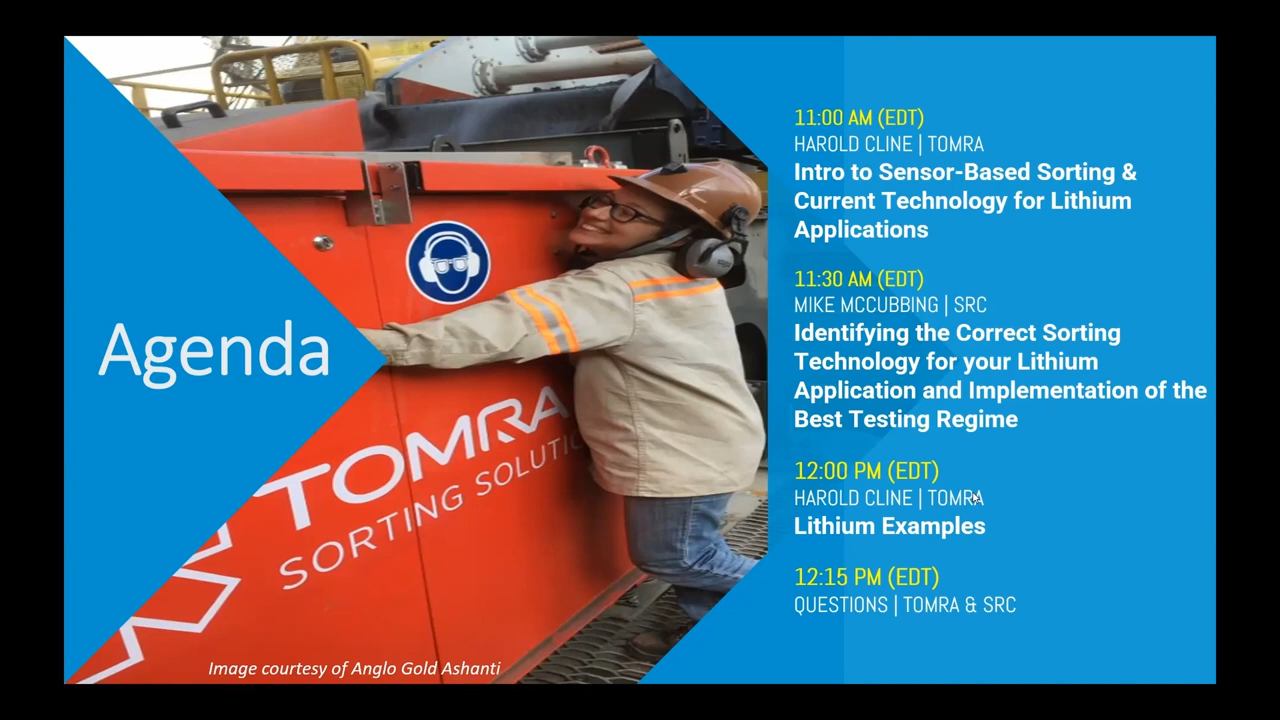 Agenda
TOMRA
SORTING SOLUTIO
Image courtesy of Anglo Gold Ashanti
11:00 AM (EDT)
HAROLD CLINE | TOMRA
Intro to Sensor-Based Sorting &
Current Technology for Lithium
Applications
11:30 AM (EDT)
MIKE MCCUBBING | SRC
Identifying the Correct Sorting
Technology for your Lithium
Application and Implementation of the
Best Testing Regime
12:00 PM (EDT)
HAROLD CLINE | TOMRA
Lithium Examples
12:15 PM (EDT)
QUESTIONS | TOMRA & SRC